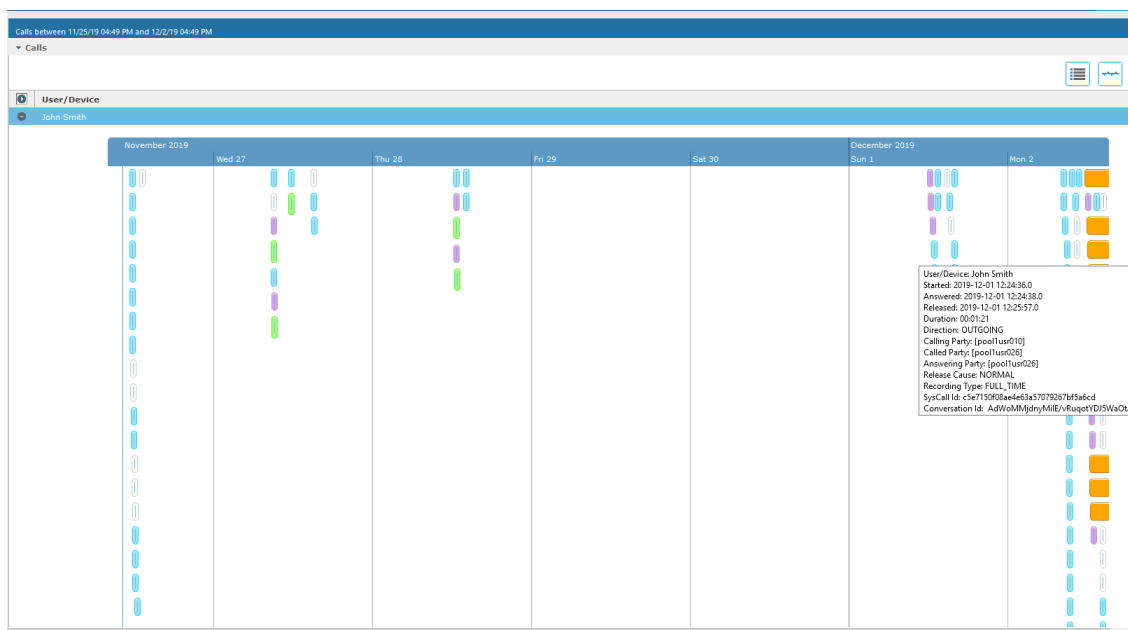 Calls between 11/25/19 04:49 PM and 12/2/19 04:49 PM
Calls
User/Device
John Smith
November 2019
December 2019
Wed 27
Thu 28
Fri 29
Sat 30
Sun 1
Mon 2
User/Device: John Smith
Started: 2019-12-01 12:24:36.0
Answered: 2019-12-01 12:24:38.0
Released: 2019-12-01 12:25:57.0
Duration: 00:01:21
Direction: OUTGOING
Calling Party: [pool1usr010]
Called Party: [pool1usr026]
Answering Party: [pool1usr026]
Release Cause: NORMAL
Recording Type: FULL_TIME
SysCall Id: c5e7150f08ae4e63a57079267bf5a6cd
Conversation Id: